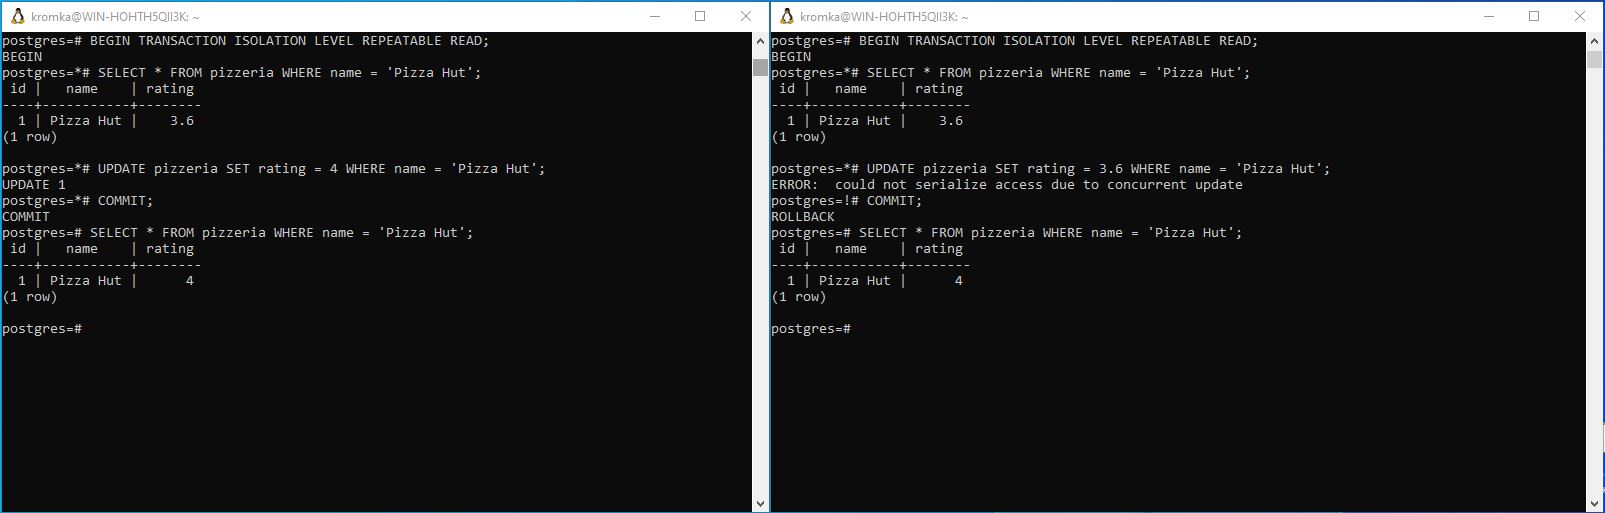 kromka@WIN-HOHTH5QII3K: ~
postgres=# BEGIN TRANSACTION ISOLATION LEVEL REPEATABLE READ;
BEGIN
postgres=*# SELECT * FROM pizzeria WHERE name = 'Pizza Hut';
 id |   name    | rating
----+-----------+--------
  1 | Pizza Hut |    3.6
(1 row)
postgres=*# UPDATE pizzeria SET rating = 4 WHERE name = 'Pizza Hut';
UPDATE 1
postgres=*# COMMIT;
COMMIT
postgres=# SELECT * FROM pizzeria WHERE name = 'Pizza Hut';
 id |   name    | rating
----+-----------+--------
  1 | Pizza Hut |      4
(1 row)
postgres=#
kromka@WIN-HOHTH5QII3K: ~
postgres=# BEGIN TRANSACTION ISOLATION LEVEL REPEATABLE READ;
BEGIN
postgres=*# SELECT * FROM pizzeria WHERE name = 'Pizza Hut';
 id |   name    | rating
----+-----------+--------
  1 | Pizza Hut |    3.6
(1 row)
postgres=*# UPDATE pizzeria SET rating = 3.6 WHERE name = 'Pizza Hut';
ERROR:  could not serialize access due to concurrent update
postgres=!# COMMIT;
ROLLBACK
postgres=# SELECT * FROM pizzeria WHERE name = 'Pizza Hut';
 id |   name    | rating
----+-----------+--------
  1 | Pizza Hut |      4
(1 row)
postgres=#